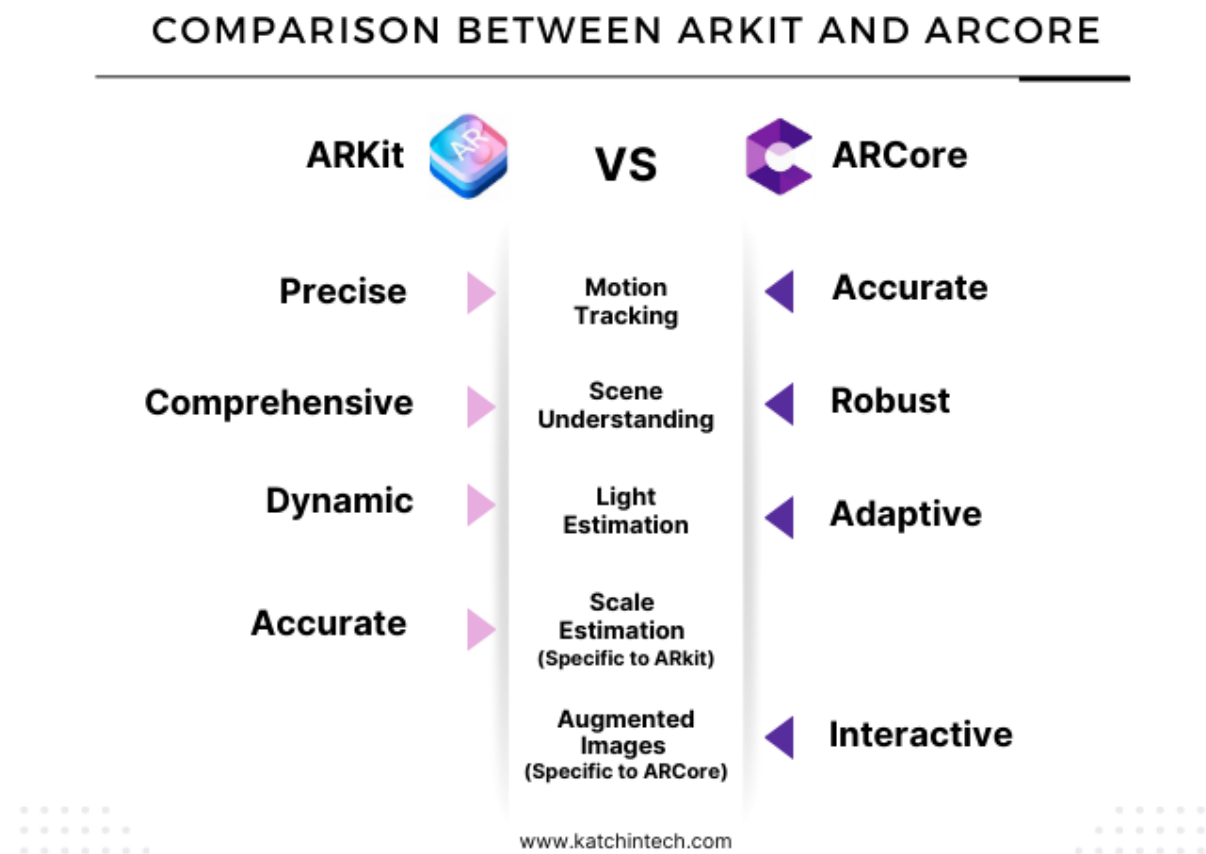 COMPARISON BETWEEN ARKIT AND ARCORE
ARKit
AR
VS
ARCore
Precise
Motion
Tracking
Accurate
Comprehensive
Scene
Understanding
Robust
Dynamic
Light
Estimation
Adaptive
Accurate
Scale
Estimation
(Specific to ARkit)
Augmented
Images
(Specific to ARCore)
Interactive
www.katchintech.com